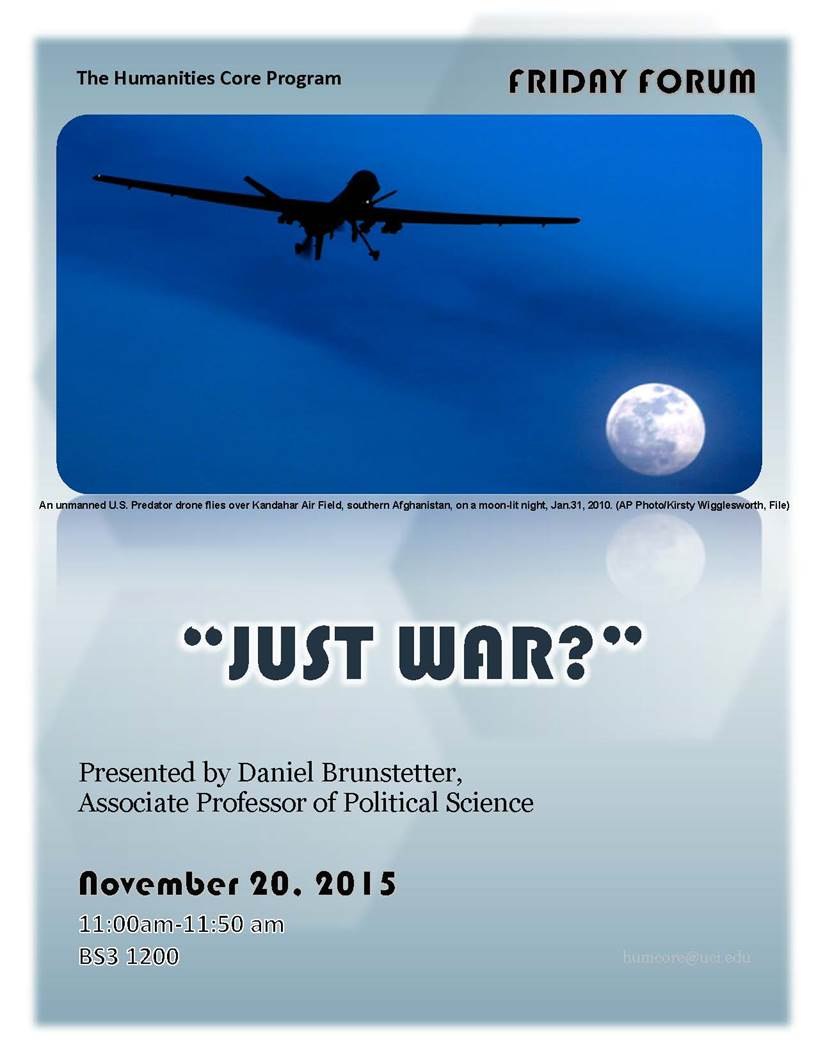 The Humanities Core Program
FRIDAY FORUM
An unmanned U.S. Predator drone flies over Kandahar Air Field, southern Afghanistan, on a moon-lit night, Jan.31, 2010. (AP Photo/Kirsty Wigglesworth, File)
“JUST WAR?”
Presented by Daniel Brunstetter,
Associate Professor of Political Science
November 20, 2015
11:00am-11:50 am
BS3 1200
humcore@uci.edu